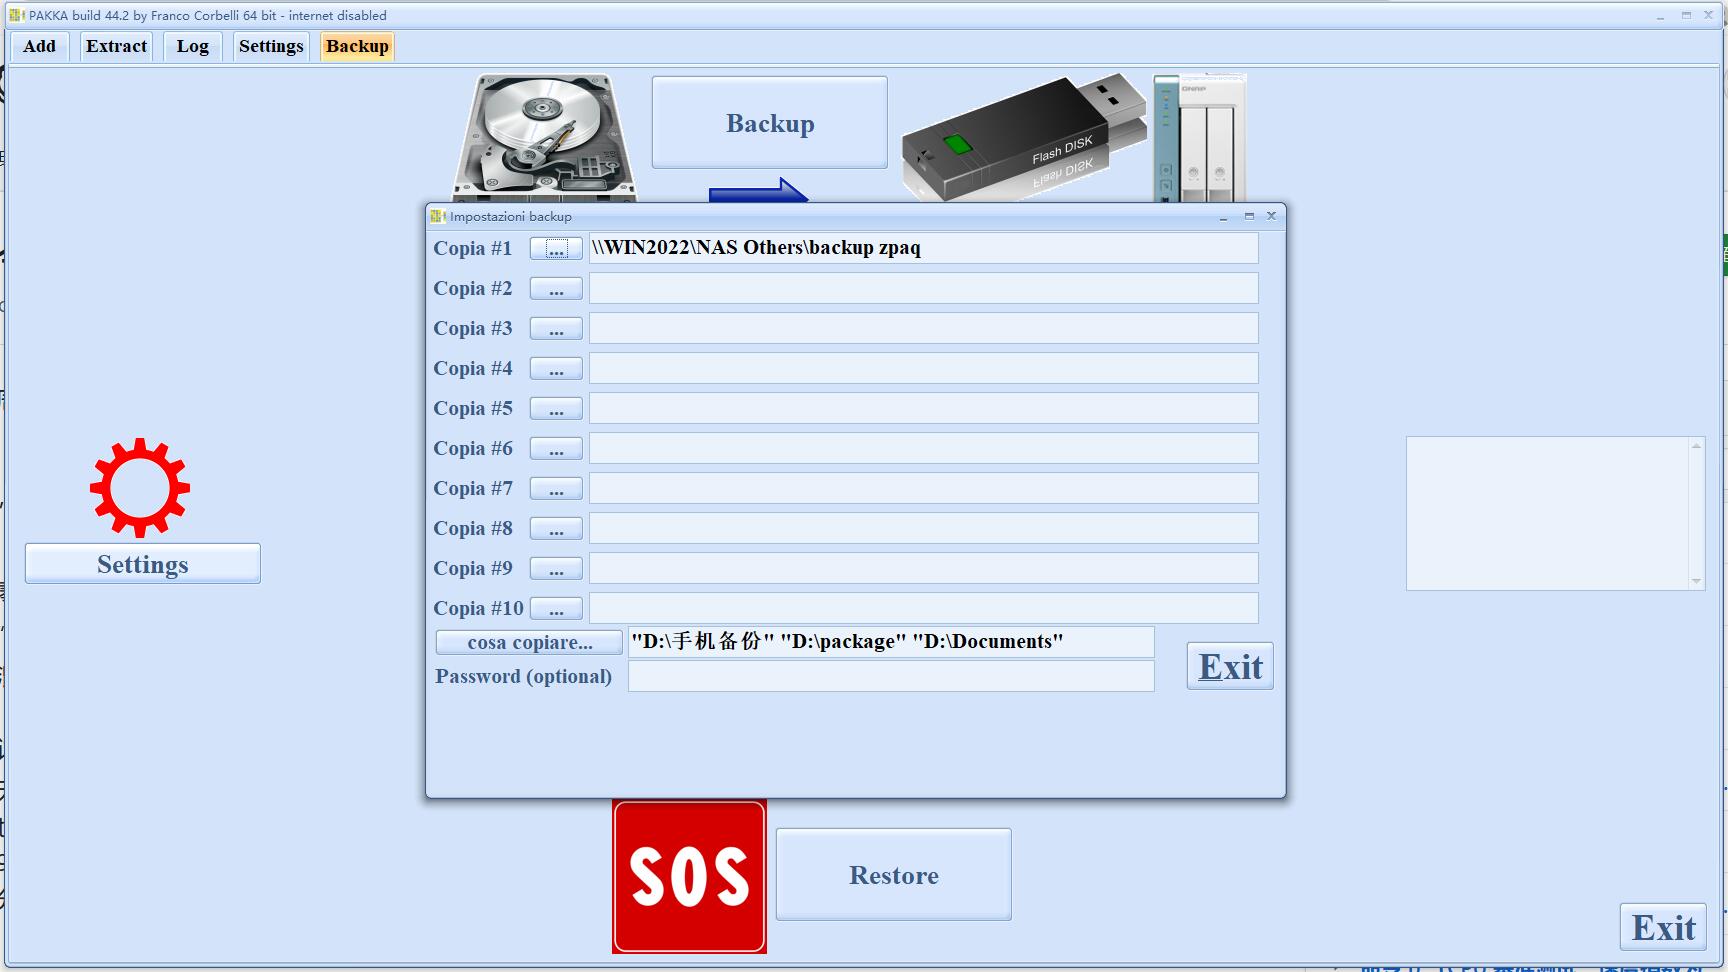 PAKKA build 44.2 by Franco Corbelli 64 bit - internet disabled
Add Extract Log Settings Backup
Backup
Flash DISK
QNAP
Impostazioni backup
Copia #1 ... \\WIN2022\NAS Others\backup zpaq
Copia #2 ...
Copia #3 ...
Copia #4 ...
Copia #5 ...
Copia #6 ...
Copia #7 ...
Copia #8 ...
Copia #9 ...
Copia #10 ...
cosa copiare... "D:\手机备份" "D:\package" "D:\Documents"
Password (optional)
Exit
Settings
SOS
Restore
Exit